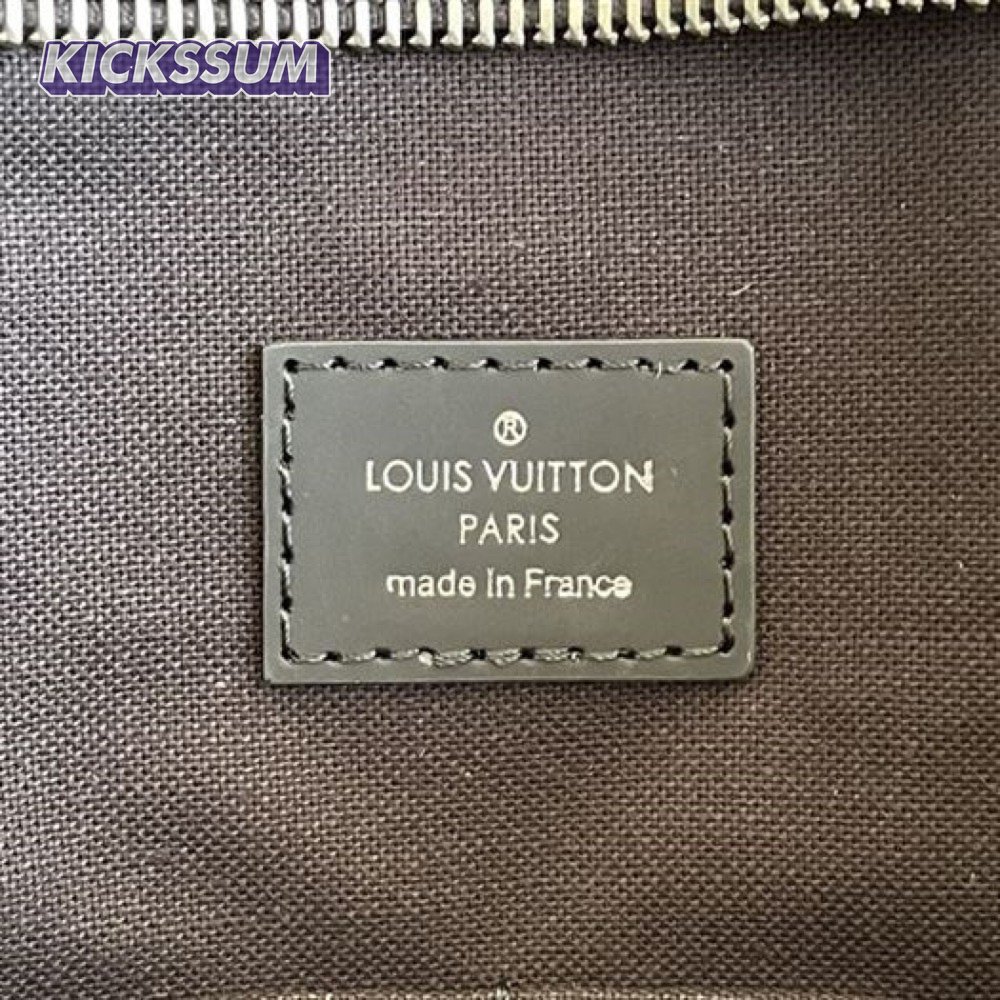 KICKSSUM
®
LOUIS VUITTON
PARIS
made in France